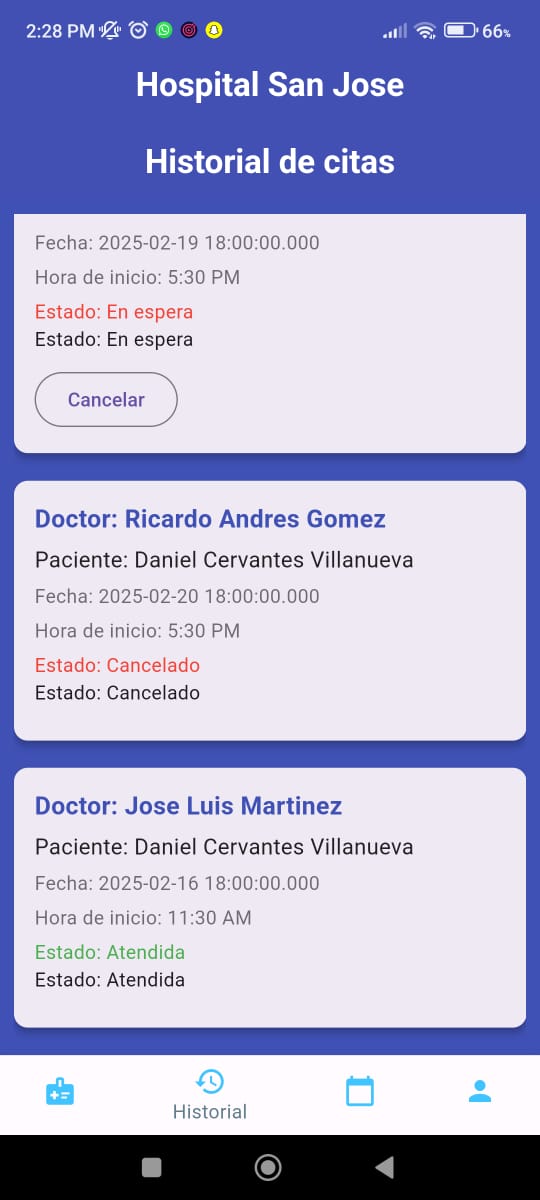 2:28 PM
66%
Hospital San Jose
Historial de citas
Fecha: 2025-02-19 18:00:00.000
Hora de inicio: 5:30 PM
Estado: En espera
Estado: En espera
Cancelar
Doctor: Ricardo Andres Gomez
Paciente: Daniel Cervantes Villanueva
Fecha: 2025-02-20 18:00:00.000
Hora de inicio: 5:30 PM
Estado: Cancelado
Estado: Cancelado
Doctor: Jose Luis Martinez
Paciente: Daniel Cervantes Villanueva
Fecha: 2025-02-16 18:00:00.000
Hora de inicio: 11:30 AM
Estado: Atendida
Estado: Atendida
Historial